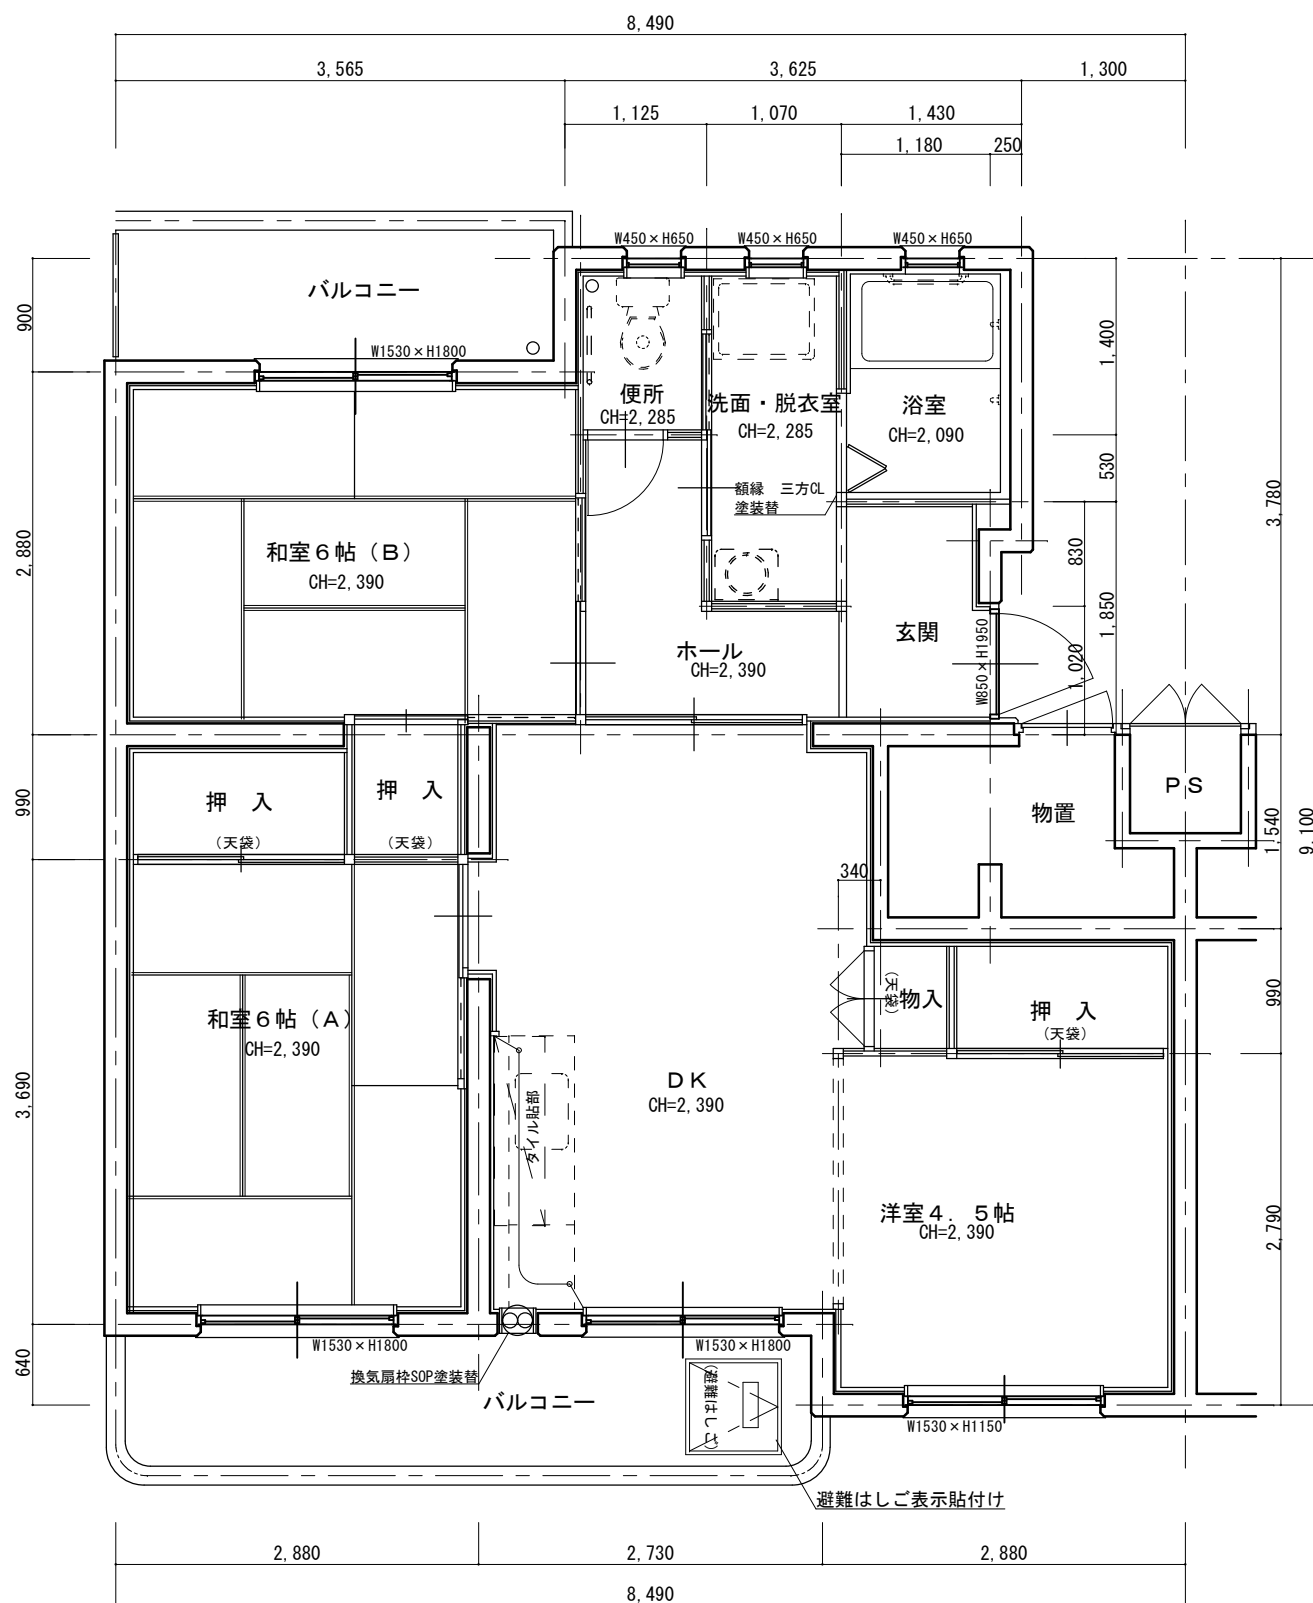 8,490
3,565
3,625
1,300
1,125
1,070
1,430
1,180
250
W450×H650
W450×H650
W450×H650
バルコニー
W1530×H1800
900
1,400
便所
CH=2,285
洗面・脱衣室
CH=2,285
浴室
CH=2,090
530
3,780
額縁　三方CL
塗装替
2,880
和室６帖（Ｂ）
CH=2,390
830
1,850
玄関
W850×H1950
1,020
ホール
CH=2,390
押　入
（天袋）
押　入
（天袋）
990
物置
ＰＳ
1,540
9,100
340
物入
（天袋）
押　入
（天袋）
990
和室６帖（Ａ）
CH=2,390
3,690
ＤＫ
CH=2,390
タイル貼部
洋室４．５帖
CH=2,390
2,790
W1530×H1800
W1530×H1800
換気扇枠SOP塗装替
640
バルコニー
（避難はしご）
W1530×H1150
避難はしご表示貼付け
2,880
2,730
2,880
8,490